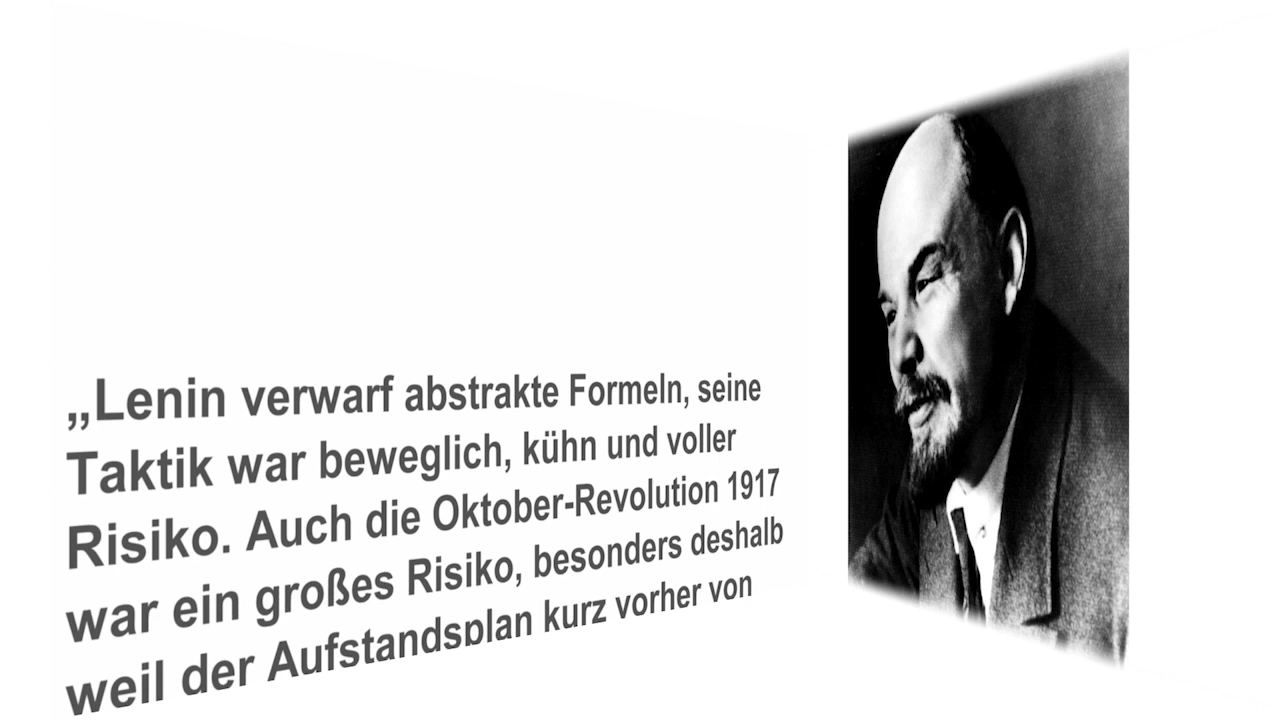 „Lenin verwarf abstrakte Formeln, seine
Taktik war beweglich, kühn und voller
Risiko. Auch die Oktober-Revolution 1917
war ein großes Risiko, besonders deshalb
weil der Aufstandsplan kurz vorher von